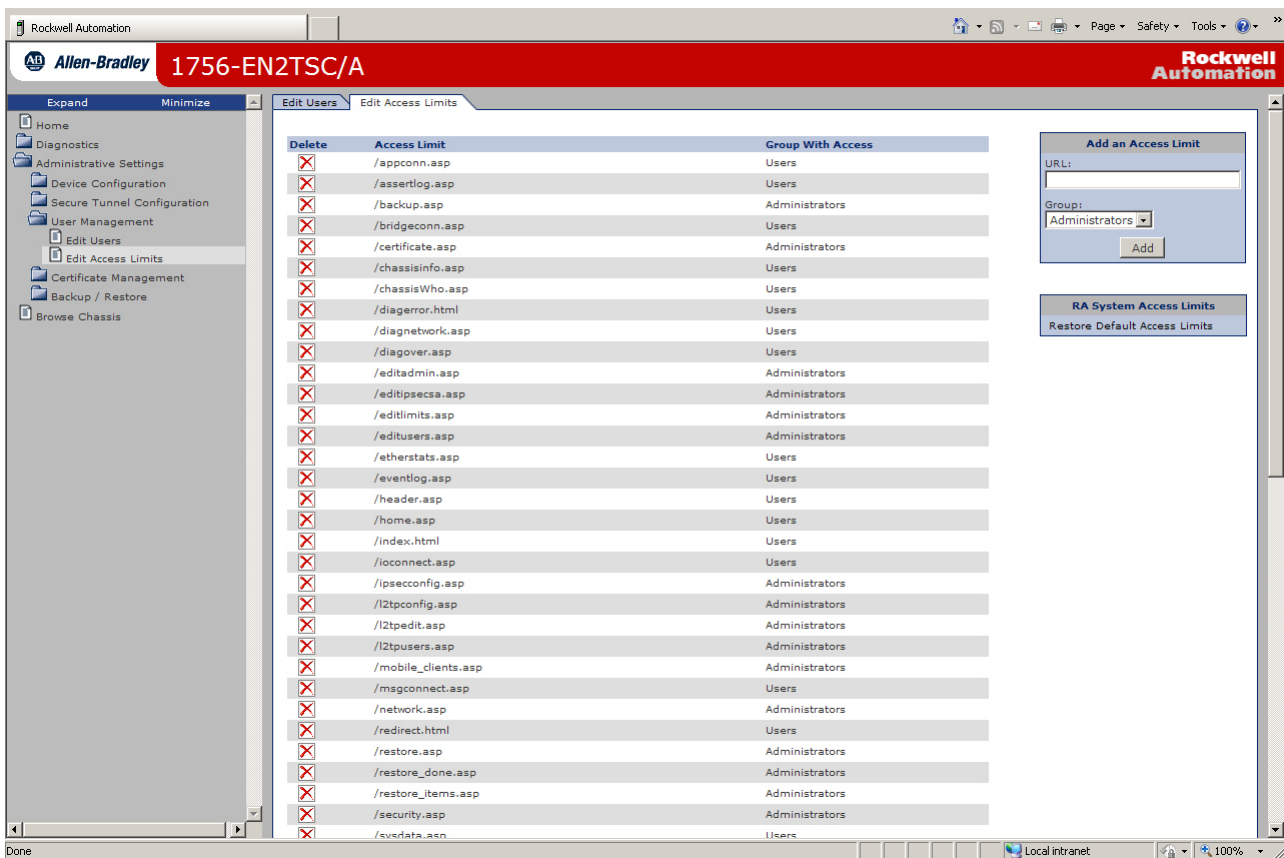 Rockwell Automation
Page Safety Tools
»
AB Allen-Bradley 1756-EN2TSC/A
Rockwell
Automation
Expand Minimize
Home
Diagnostics
Administrative Settings
Device Configuration
Secure Tunnel Configuration
User Management
Edit Users
Edit Access Limits
Certificate Management
Backup / Restore
Browse Chassis
Edit Users Edit Access Limits
Delete Access Limit Group With Access
/appconn.asp Users
/assertlog.asp Users
/backup.asp Administrators
/bridgeconn.asp Users
/certificate.asp Administrators
/chassisinfo.asp Users
/chassisWho.asp Users
/diagerror.html Users
/diagnetwork.asp Users
/diagover.asp Users
/editadmin.asp Administrators
/editipsecsa.asp Administrators
/editlimits.asp Administrators
/editusers.asp Administrators
/etherstats.asp Users
/eventlog.asp Users
/header.asp Users
/home.asp Users
/index.html Users
/ioconnect.asp Users
/ipsecconfig.asp Administrators
/l2tpconfig.asp Administrators
/l2tpedit.asp Administrators
/l2tpusers.asp Administrators
/mobile_clients.asp Administrators
/msgconnect.asp Users
/network.asp Administrators
/redirect.html Users
/restore.asp Administrators
/restore_done.asp Administrators
/restore_items.asp Administrators
/security.asp Administrators
/sysdata.asp Users
Add an Access Limit
URL:
Group:
Administrators
Add
RA System Access Limits
Restore Default Access Limits
Done
Local intranet
100%